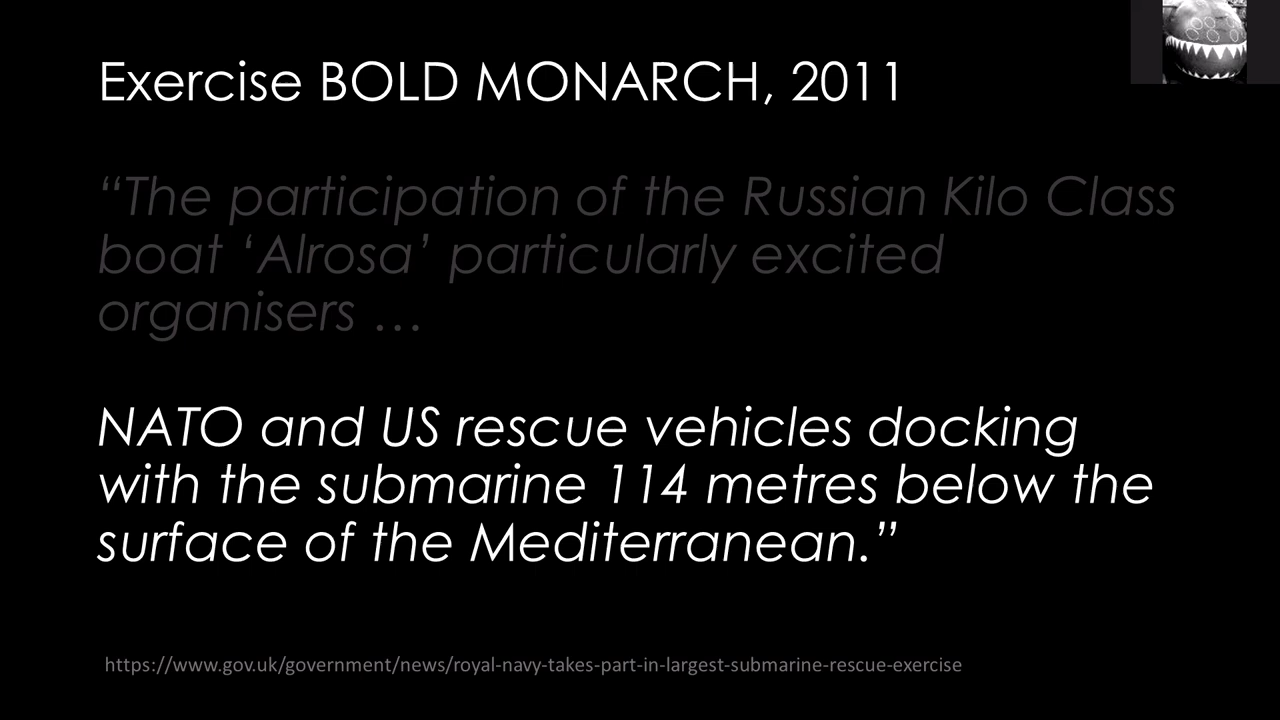 Exercise BOLD MONARCH, 2011
“The participation of the Russian Kilo Class
boat ‘Alrosa’ particularly excited
organisers …
NATO and US rescue vehicles docking
with the submarine 114 metres below the
surface of the Mediterranean.”
https://www.gov.uk/government/news/royal-navy-takes-part-in-largest-submarine-rescue-exercise